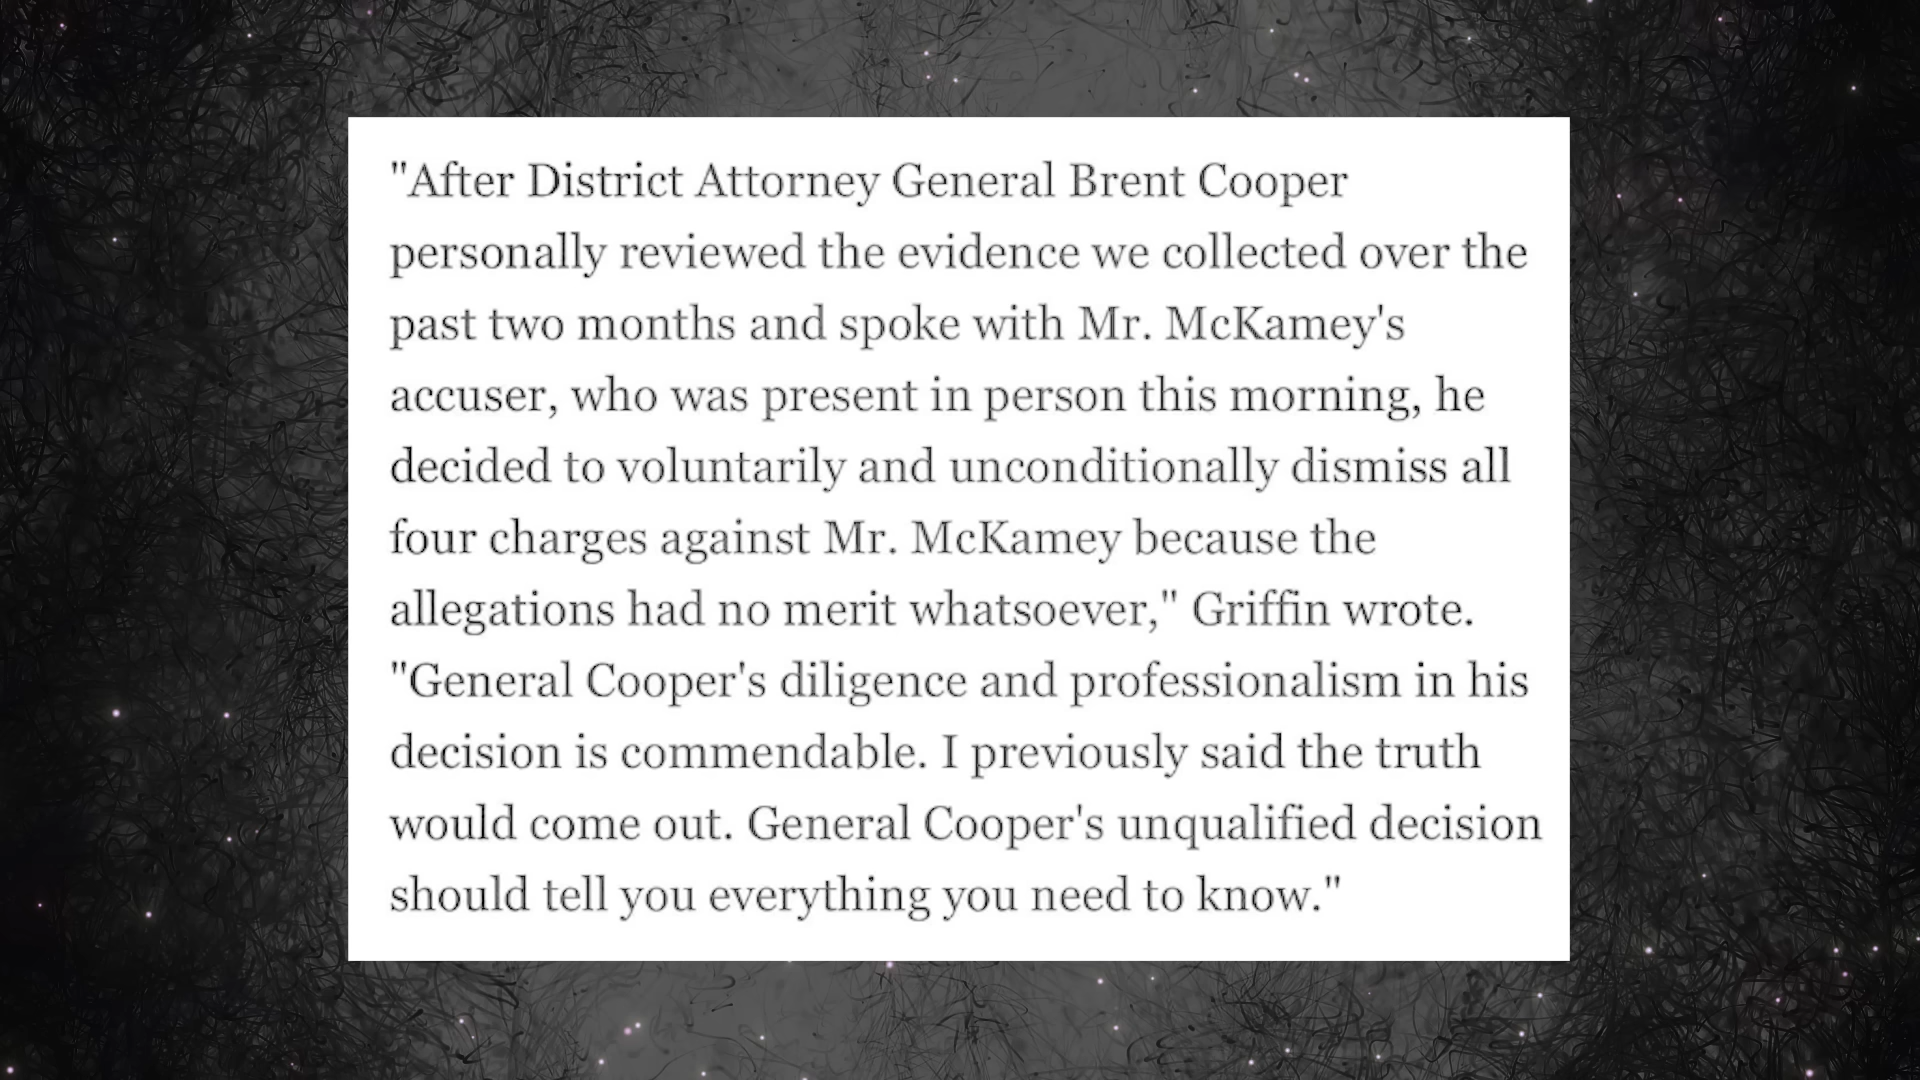 "After District Attorney General Brent Cooper
personally reviewed the evidence we collected over the
past two months and spoke with Mr. McKamey's
accuser, who was present in person this morning, he
decided to voluntarily and unconditionally dismiss all
four charges against Mr. McKamey because the
allegations had no merit whatsoever," Griffin wrote.
"General Cooper's diligence and professionalism in his
decision is commendable. I previously said the truth
would come out. General Cooper's unqualified decision
should tell you everything you need to know."